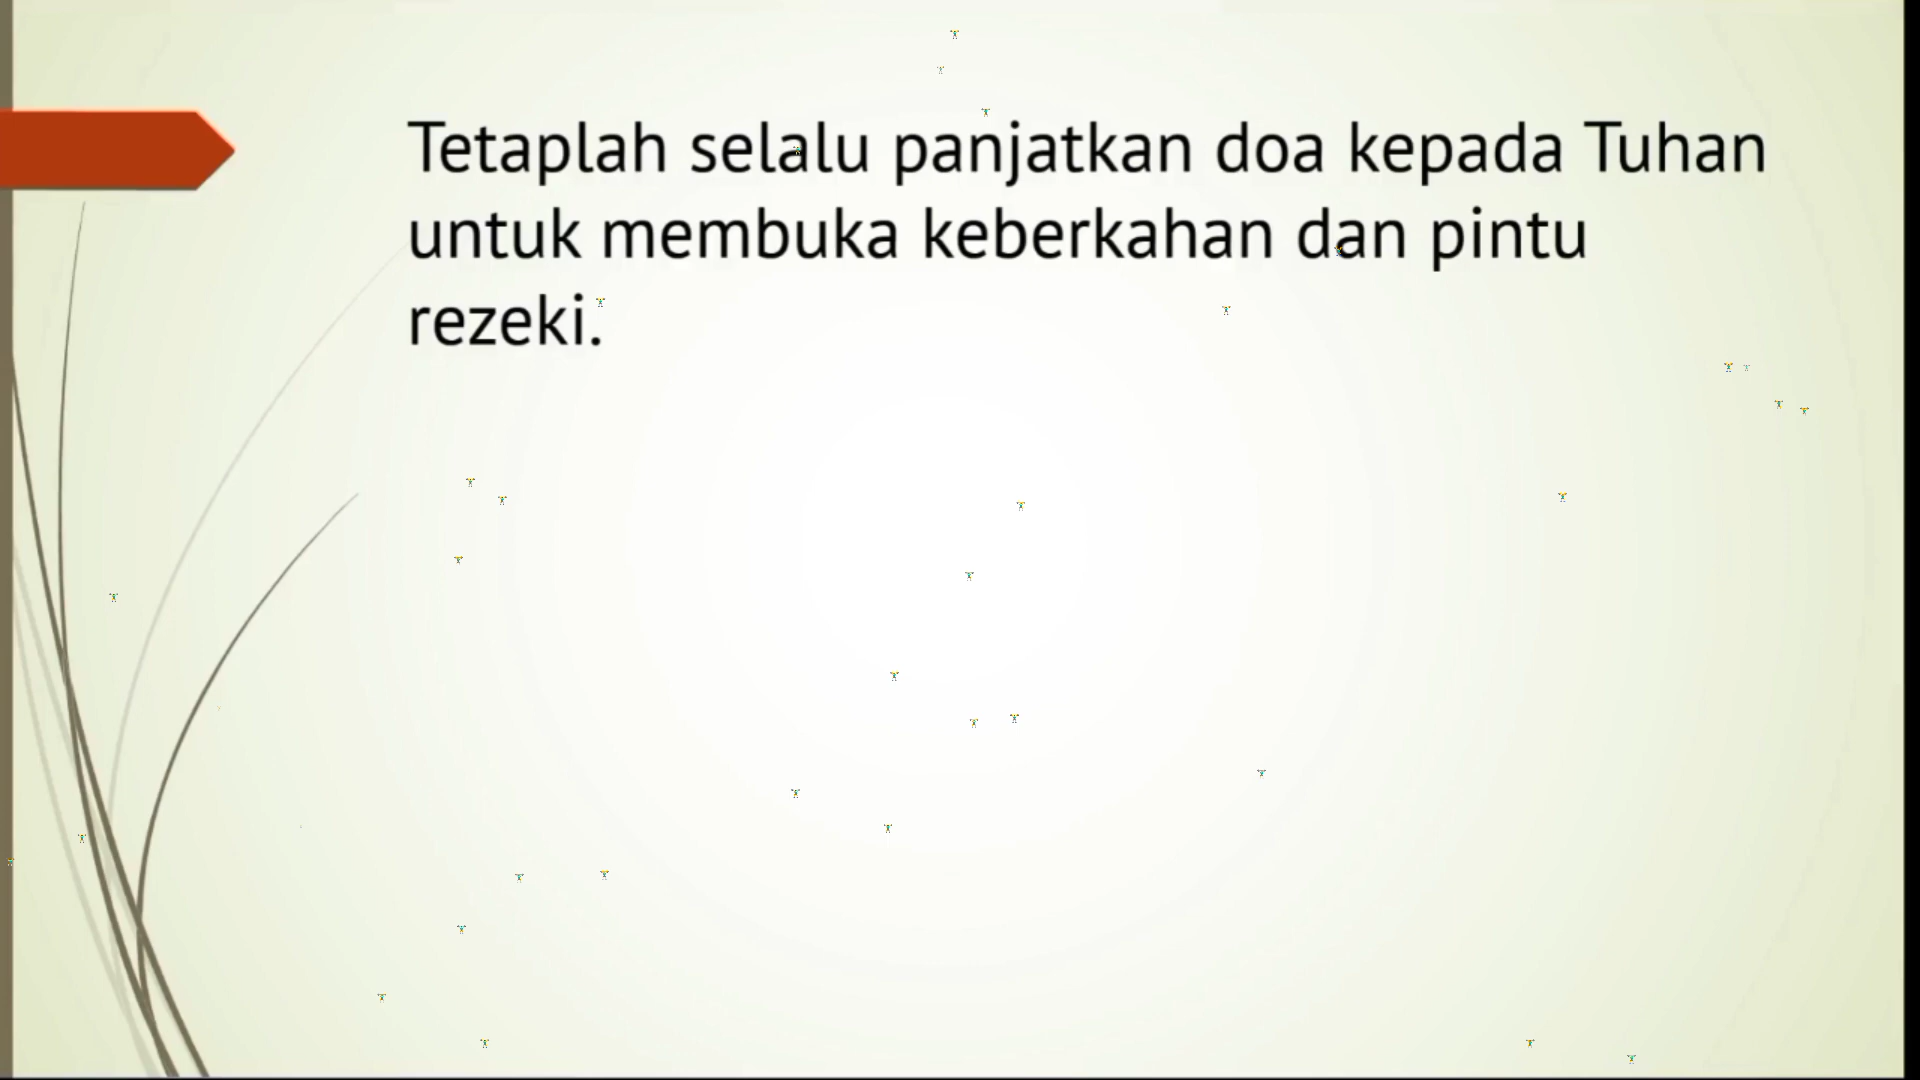 Tetaplah selalu panjatkan doa kepada Tuhan
untuk membuka keberkahan dan pintu
rezeki.